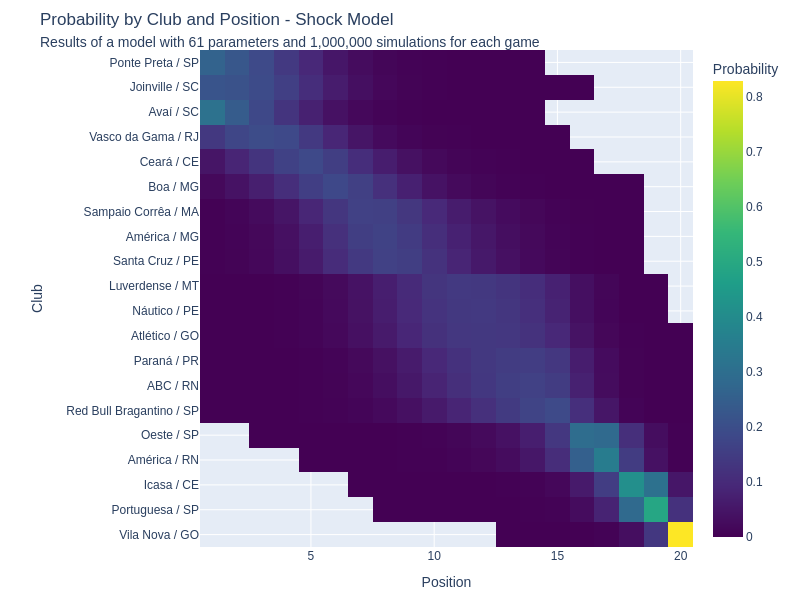 Probability by Club and Position - Shock Model
Results of a model with 61 parameters and 1,000,000 simulations for each game
Probability
Ponte Preta / SP
Joinville / SC
Avaí / SC
Vasco da Gama / RJ
Ceará / CE
Boa / MG
Sampaio Corrêa / MA
América / MG
Santa Cruz / PE
Luverdense / MT
Náutico / PE
Atlético / GO
Paraná / PR
ABC / RN
Red Bull Bragantino / SP
Oeste / SP
América / RN
Icasa / CE
Portuguesa / SP
Vila Nova / GO
Club
5
10
15
20
Position
0.8
0.7
0.6
0.5
0.4
0.3
0.2
0.1
0